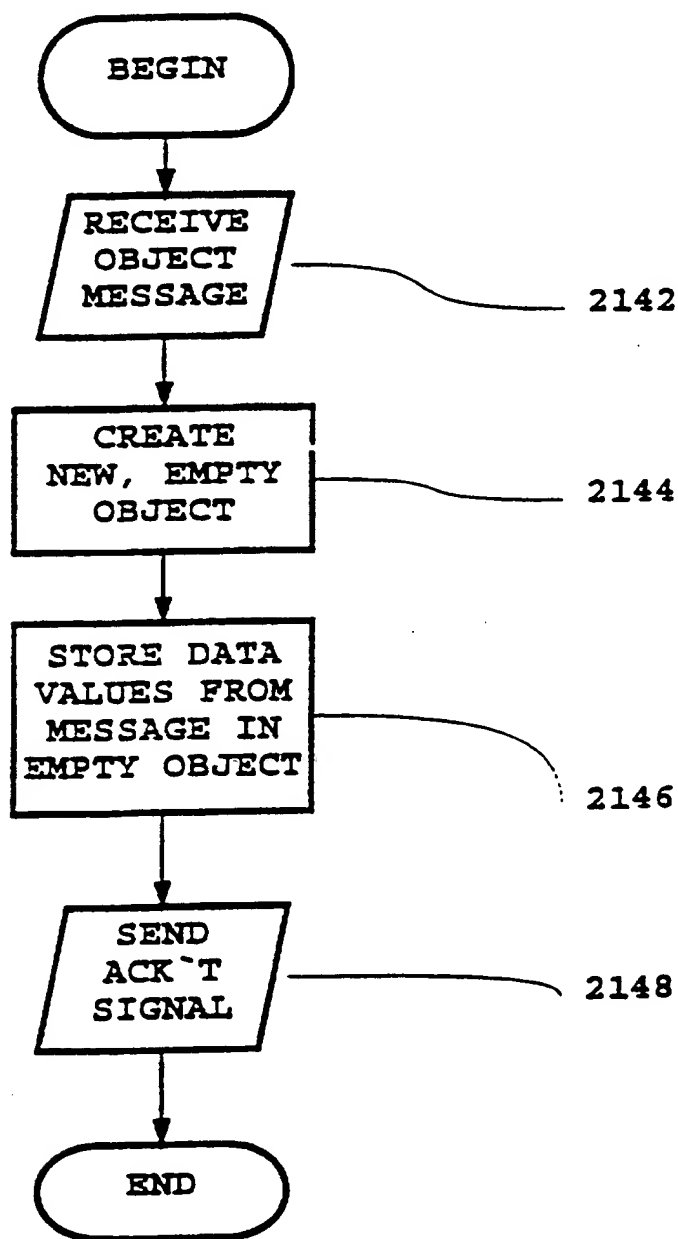 BEGIN
RECEIVE
OBJECT
MESSAGE
2142
CREATE
NEW, EMPTY
OBJECT
2144
STORE DATA
VALUES FROM
MESSAGE IN
EMPTY OBJECT
2146
SEND
ACK`T
SIGNAL
2148
END